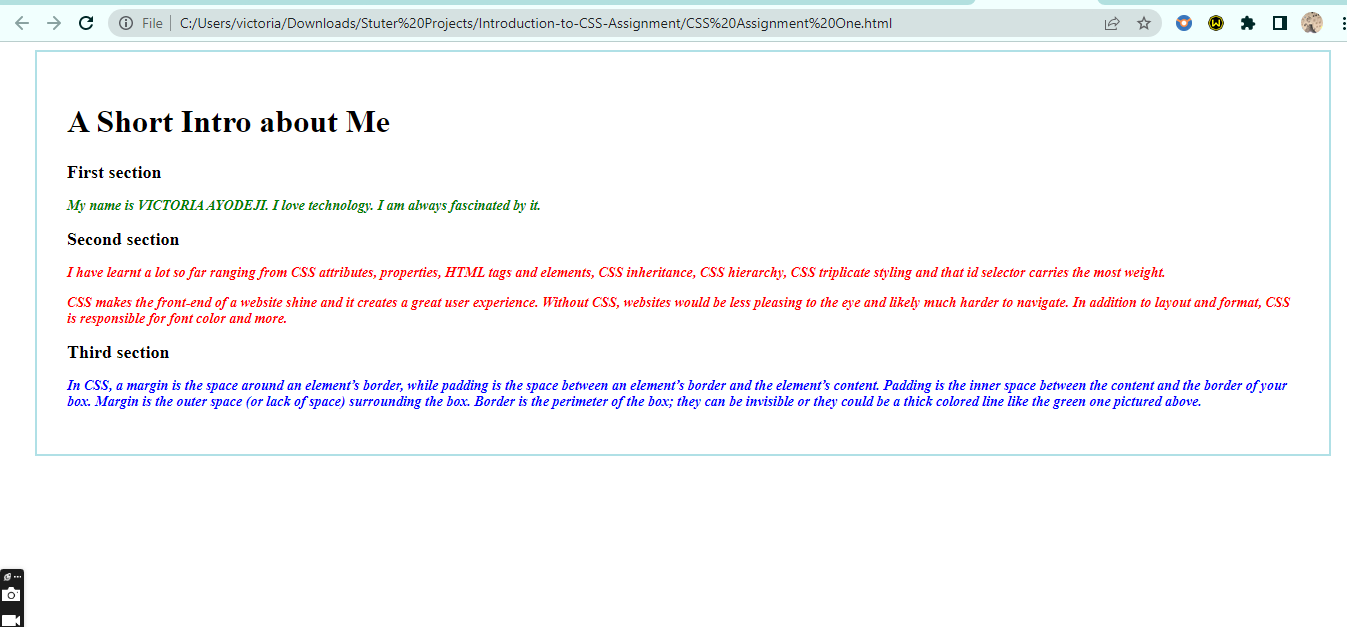 File | C:/Users/victoria/Downloads/Stuter%20Projects/Introduction-to-CSS-Assignment/CSS%20Assignment%20One.html
A Short Intro about Me
First section
My name is VICTORIA AYODEJI. I love technology. I am always fascinated by it.
Second section
I have learnt a lot so far ranging from CSS attributes, properties, HTML tags and elements, CSS inheritance, CSS hierarchy, CSS triplicate styling and that id selector carries the most weight.
CSS makes the front-end of a website shine and it creates a great user experience. Without CSS, websites would be less pleasing to the eye and likely much harder to navigate. In addition to layout and format, CSS
is responsible for font color and more.
Third section
In CSS, a margin is the space around an element’s border, while padding is the space between an element’s border and the element’s content. Padding is the inner space between the content and the border of your
box. Margin is the outer space (or lack of space) surrounding the box. Border is the perimeter of the box; they can be invisible or they could be a thick colored line like the green one pictured above.